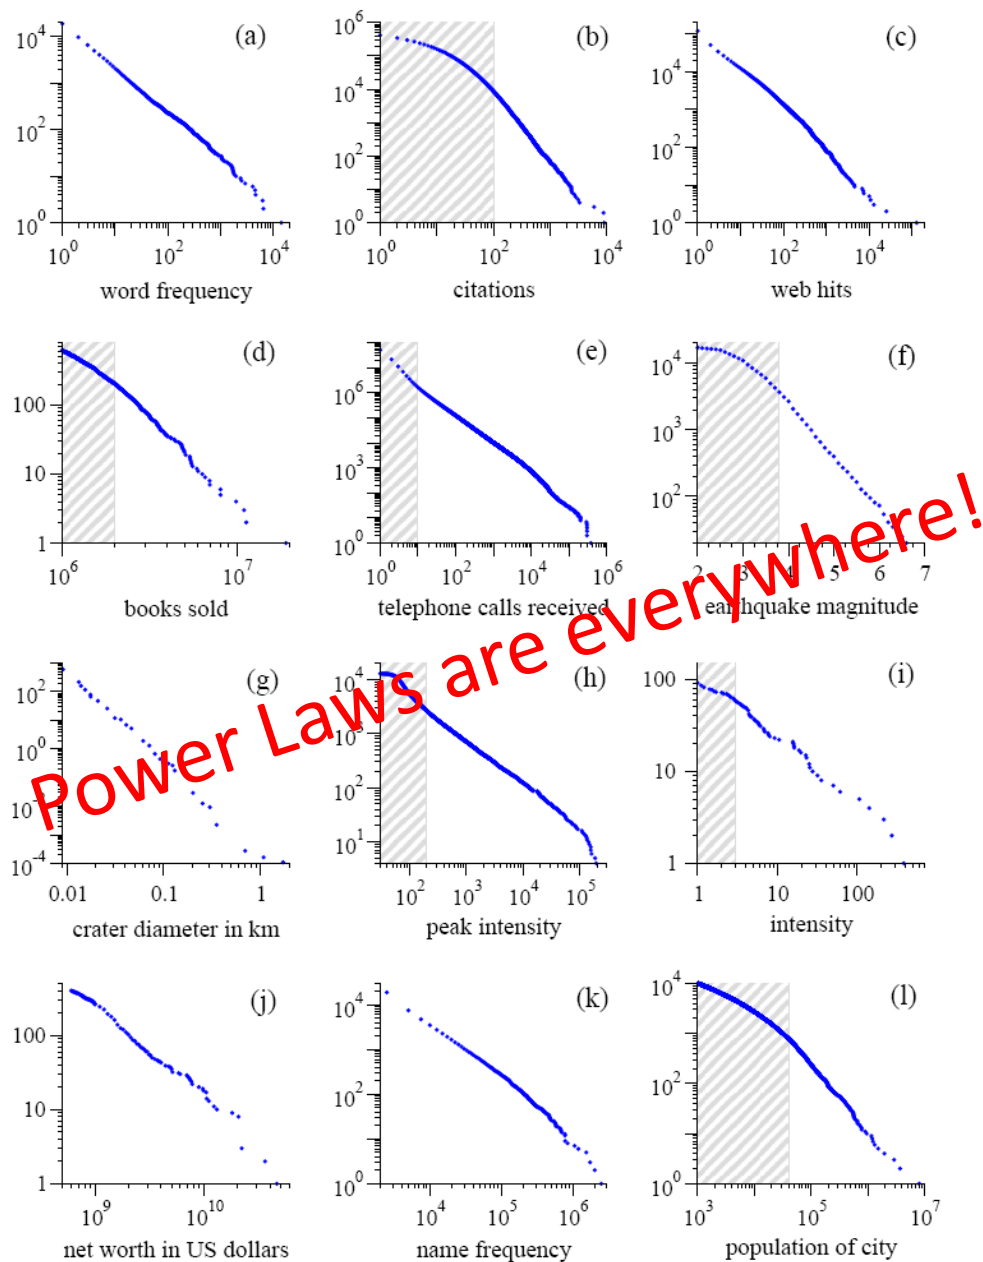 (a)
10^4
10^2
10^0
10^0 10^2 10^4
word frequency
(b)
10^6
10^4
10^2
10^0
10^0 10^2 10^4
citations
(c)
10^4
10^2
10^0
10^0 10^2 10^4
web hits
(d)
100
10
1
10^6 10^7
books sold
(e)
10^6
10^3
10^0
10^0 10^2 10^4 10^6
telephone calls received
(f)
10^4
10^3
10^2
2 3 4 5 6 7
earthquake magnitude
Power Laws are everywhere!
(g)
10^2
10^0
10^-2
10^-4
0.01 0.1 1
crater diameter in km
(h)
10^4
10^3
10^2
10^1
10^2 10^3 10^4 10^5
peak intensity
(i)
100
10
1
1 10 100
intensity
(j)
100
10
1
10^9 10^10
net worth in US dollars
(k)
10^4
10^2
10^0
10^4 10^5 10^6
name frequency
(l)
10^4
10^2
10^0
10^3 10^5 10^7
population of city